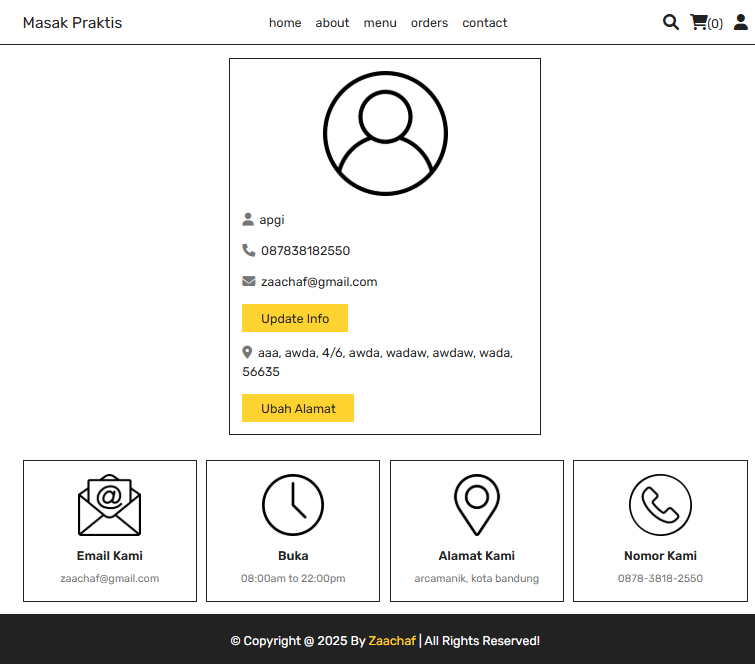 Masak Praktis home about menu orders contact (0)
apgi
087838182550
zaachaf@gmail.com
Update Info
aaa, awda, 4/6, awda, wadaw, awdaw, wada,
56635
Ubah Alamat
@
Email Kami
zaachaf@gmail.com
Buka
08:00am to 22:00pm
Alamat Kami
arcamanik, kota bandung
Nomor Kami
0878-3818-2550
© Copyright @ 2025 By Zaachaf | All Rights Reserved!